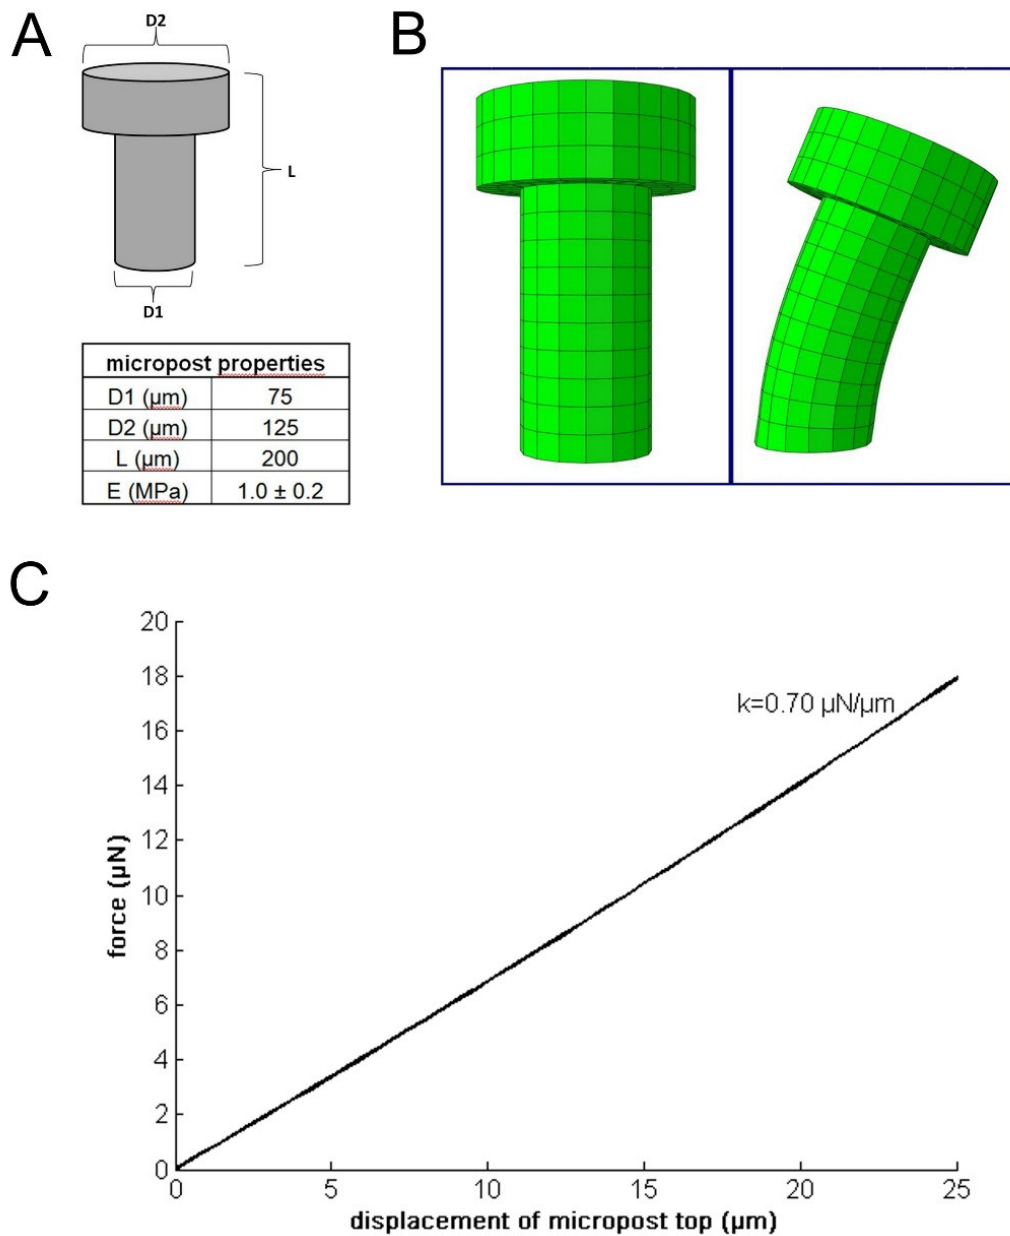 A
D2
L
D1
micropost properties
D1 (µm) 75
D2 (µm) 125
L (µm) 200
E (MPa) 1.0 ± 0.2
B
C
20
18
16
14
12
10
8
6
4
2
0
force (µN)
k=0.70 µN/µm
0 5 10 15 20 25
displacement of micropost top (µm)